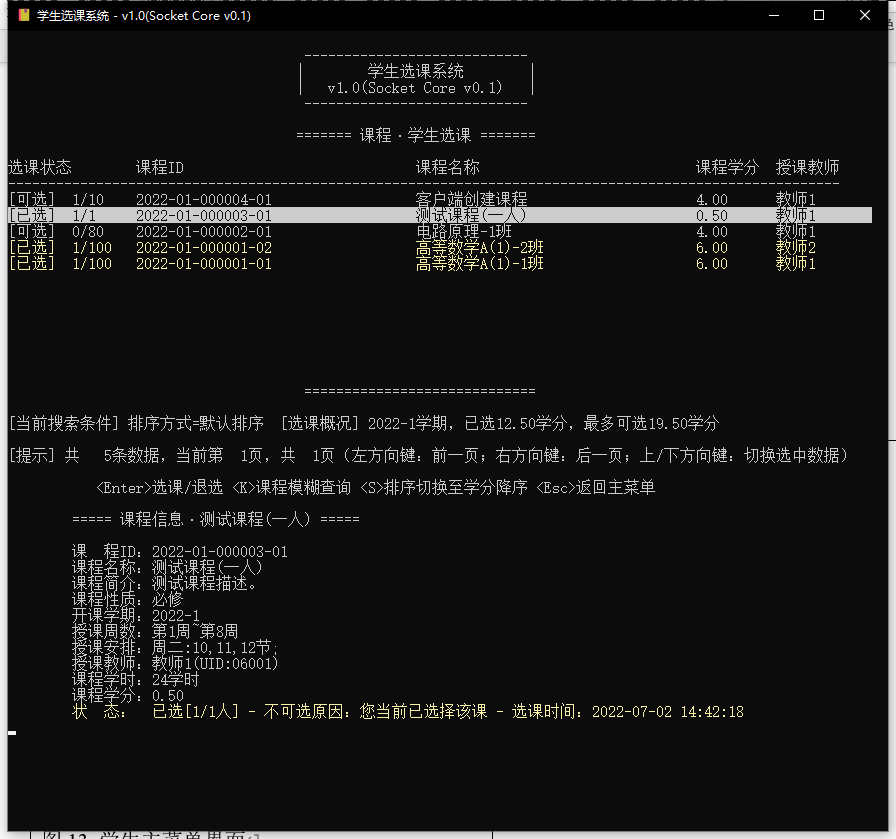 学生选课系统 - v1.0(Socket Core v0.1)
学生选课系统
v1.0(Socket Core v0.1)
======= 课程·学生选课 =======
选课状态 课程ID 课程名称 课程学分 授课教师
[可选] 1/10 2022-01-000004-01 客户端创建课程 4.00 教师1
[已选] 1/1 2022-01-000003-01 测试课程(一人) 0.50 教师1
[可选] 0/80 2022-01-000002-01 电路原理-1班 4.00 教师1
[已选] 1/100 2022-01-000001-02 高等数学A(1)-2班 6.00 教师2
[已选] 1/100 2022-01-000001-01 高等数学A(1)-1班 6.00 教师1
=============================
[当前搜索条件] 排序方式=默认排序 [选课概况] 2022-1学期，已选12.50学分，最多可选19.50学分
[提示] 共 5条数据，当前第 1页，共 1页（左方向键：前一页；右方向键：后一页；上/下方向键：切换选中数据）
<Enter>选课/退选 <K>课程模糊查询 <S>排序切换至学分降序 <Esc>返回主菜单
===== 课程信息·测试课程(一人) =====
课 程ID：2022-01-000003-01
课程名称：测试课程(一人)
课程简介：测试课程描述。
课程性质：必修
开课学期：2022-1
授课周数：第1周~第8周
授课安排：周二:10,11,12节;
授课教师：教师1(UID:06001)
课程学时：24学时
课程学分：0.50
状 态： 已选[1/1人] - 不可选原因：您当前已选择该课 - 选课时间：2022-07-02 14:42:18
图 13 学生主菜单界面